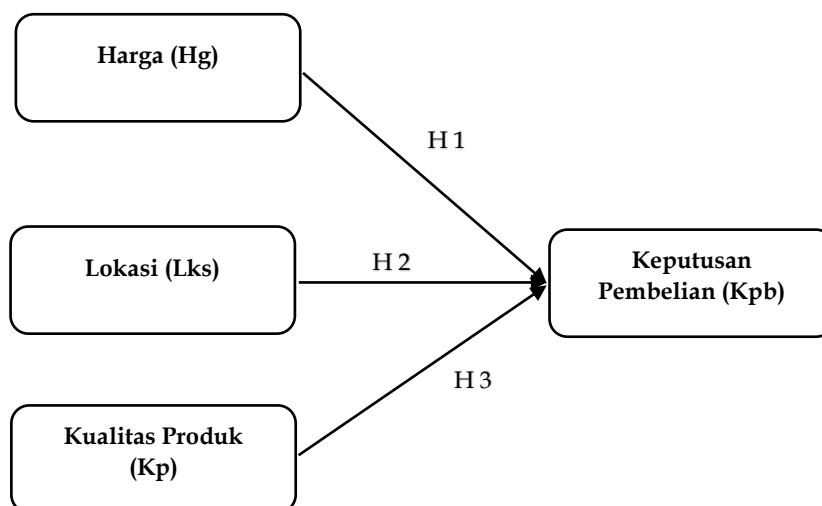 Harga (Hg)
H 1
Lokasi (Lks)
H 2
Keputusan
Pembelian (Kpb)
H 3
Kualitas Produk
(Kp)